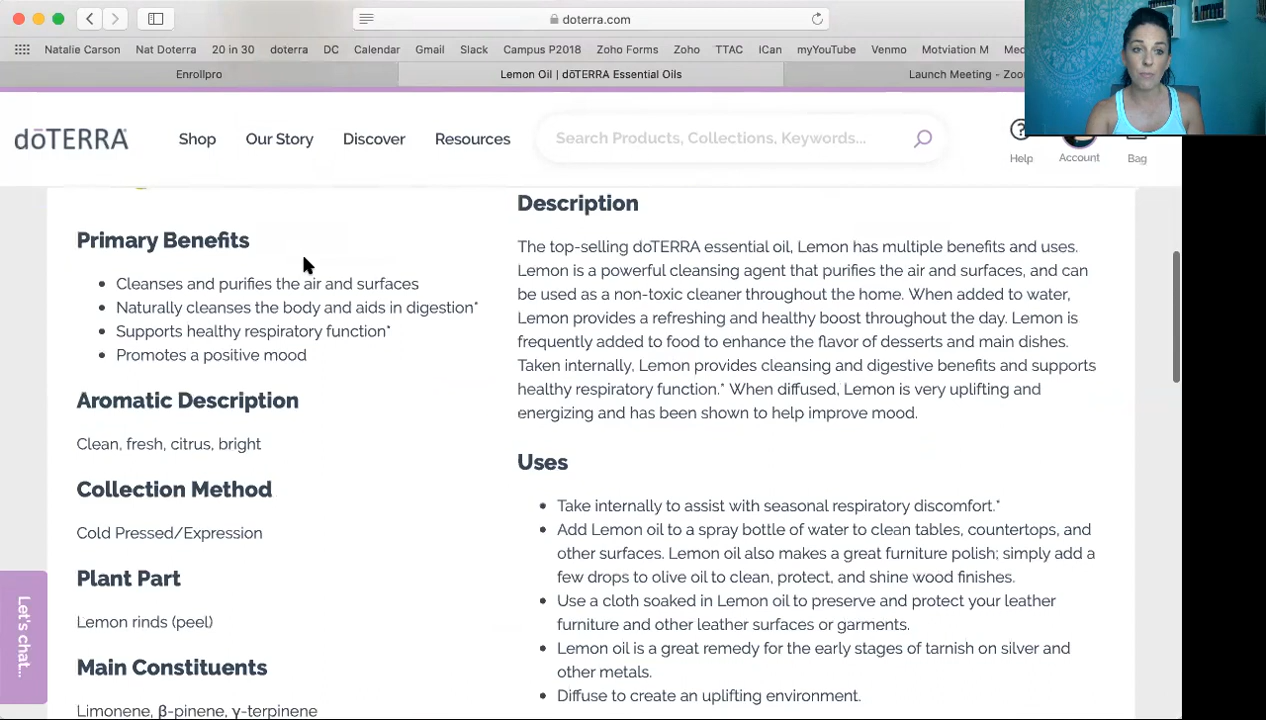 doterra.com
Natalie Carson Nat Doterra 20 in 30 doterra DC Calendar Gmail Slack Campus P2018 Zoho Forms Zoho TTAC ICan myYouTube Venmo Motviation M
Enrollpro Lemon Oil | dōTERRA Essential Oils Launch Meeting - Zoo
dōTERRA Shop Our Story Discover Resources Search Products, Collections, Keywords... Help Account Bag
Primary Benefits
• Cleanses and purifies the air and surfaces
• Naturally cleanses the body and aids in digestion*
• Supports healthy respiratory function*
• Promotes a positive mood
Aromatic Description
Clean, fresh, citrus, bright
Collection Method
Cold Pressed/Expression
Plant Part
Lemon rinds (peel)
Main Constituents
Limonene, β-pinene, γ-terpinene
Description
The top-selling doTERRA essential oil, Lemon has multiple benefits and uses.
Lemon is a powerful cleansing agent that purifies the air and surfaces, and can
be used as a non-toxic cleaner throughout the home. When added to water,
Lemon provides a refreshing and healthy boost throughout the day. Lemon is
frequently added to food to enhance the flavor of desserts and main dishes.
Taken internally, Lemon provides cleansing and digestive benefits and supports
healthy respiratory function.* When diffused, Lemon is very uplifting and
energizing and has been shown to help improve mood.
Uses
• Take internally to assist with seasonal respiratory discomfort.*
• Add Lemon oil to a spray bottle of water to clean tables, countertops, and
other surfaces. Lemon oil also makes a great furniture polish; simply add a
few drops to olive oil to clean, protect, and shine wood finishes.
• Use a cloth soaked in Lemon oil to preserve and protect your leather
furniture and other leather surfaces or garments.
• Lemon oil is a great remedy for the early stages of tarnish on silver and
other metals.
• Diffuse to create an uplifting environment.
Let's chat...